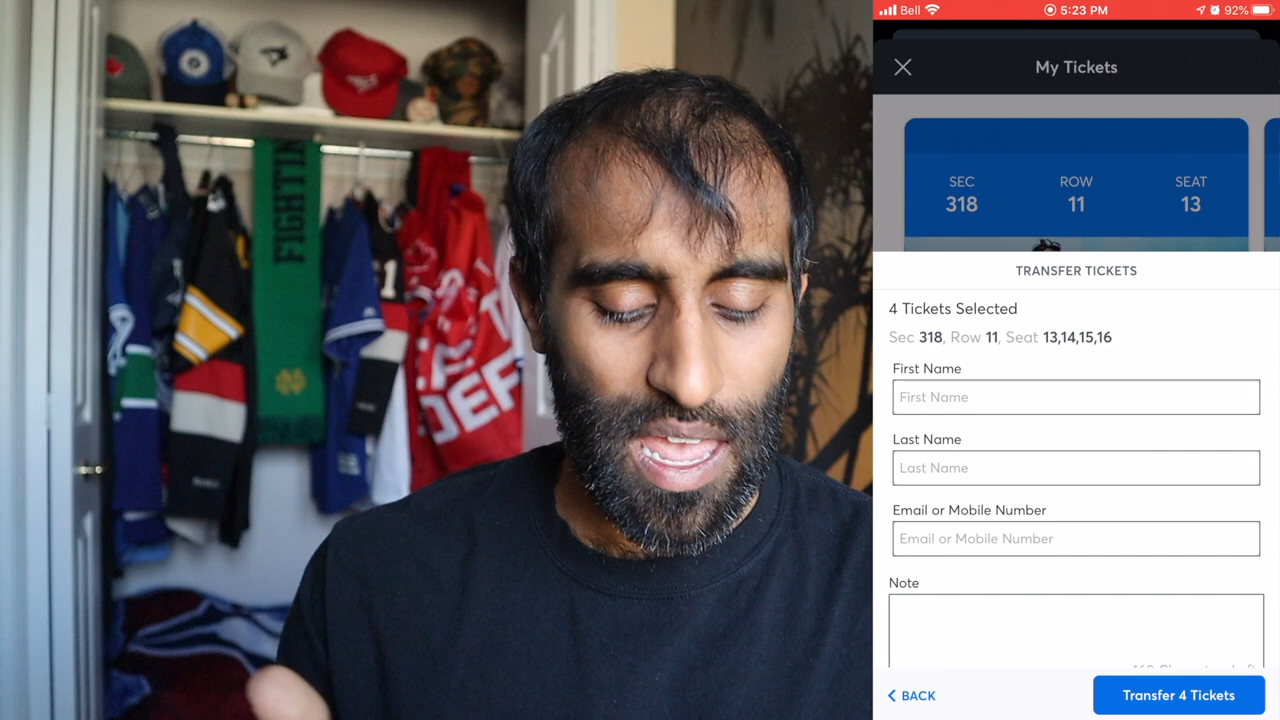 Bell
5:23 PM
92%
My Tickets
SEC
ROW
SEAT
318
11
13
TRANSFER TICKETS
4 Tickets Selected
Sec 318, Row 11, Seat 13,14,15,16
First Name
First Name
Last Name
Last Name
Email or Mobile Number
Email or Mobile Number
Note
BACK
Transfer 4 Tickets
FIGHTIN
DEF